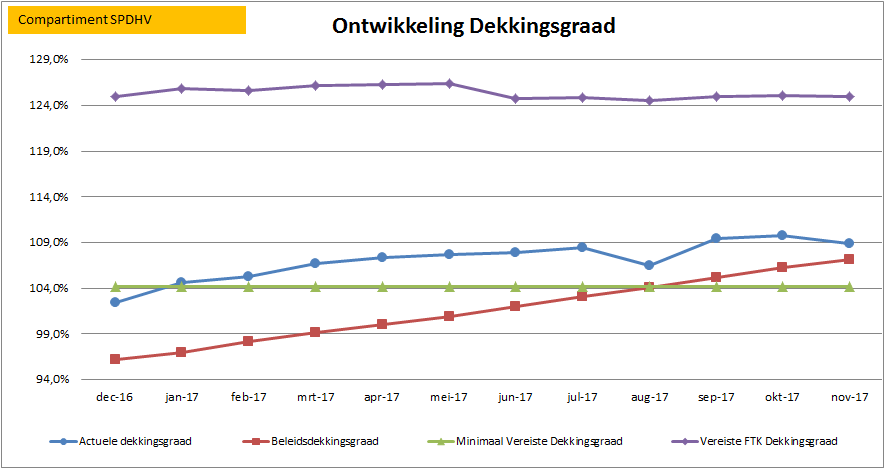 Compartiment SPDHV
Ontwikkeling Dekkingsgraad
129,0%
124,0%
119,0%
114,0%
109,0%
104,0%
99,0%
94,0%
dec-16 jan-17 feb-17 mrt-17 apr-17 mei-17 jun-17 jul-17 aug-17 sep-17 okt-17 nov-17
Actuele dekkingsgraad Beleidsdekkingsgraad Minimaal Vereiste Dekkingsgraad Vereiste FTK Dekkingsgraad